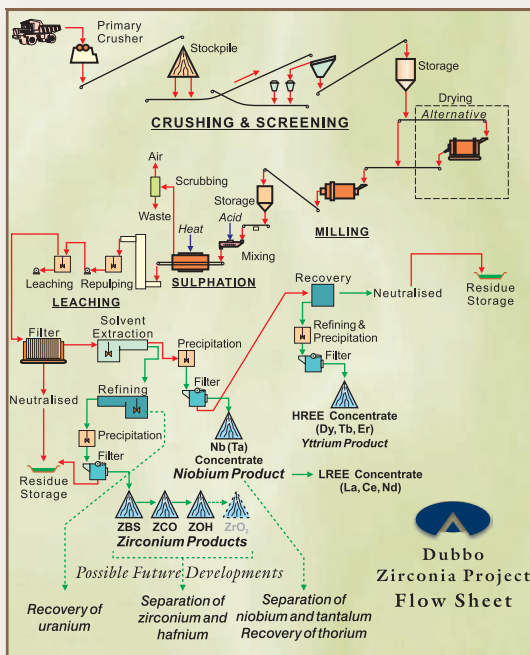 Primary
Crusher
Stockpile
Storage
CRUSHING & SCREENING
Drying
Alternative
Air
Scrubbing
Waste
Storage
Heat
Acid
Mixing
MILLING
SULPHATION
Leaching
Repulping
LEACHING
Recovery
Neutralised
Residue
Storage
Filter
Solvent
Extraction
Precipitation
Filter
Refining &
Precipitation
Filter
Neutralised
Refining
Precipitation
Filter
Residue
Storage
HREE Concentrate
(Dy, Tb, Er)
Yttrium Product
Nb (Ta)
Concentrate
Niobium Product
LREE Concentrate
(La, Ce, Nd)
ZBS
ZCO
ZOH
ZrO₂
Zirconium Products
Possible Future Developments
Recovery of
uranium
Separation of
zirconium and
hafnium
Separation of
niobium and tantalum
Recovery of thorium
Dubbo
Zirconia Project
Flow Sheet